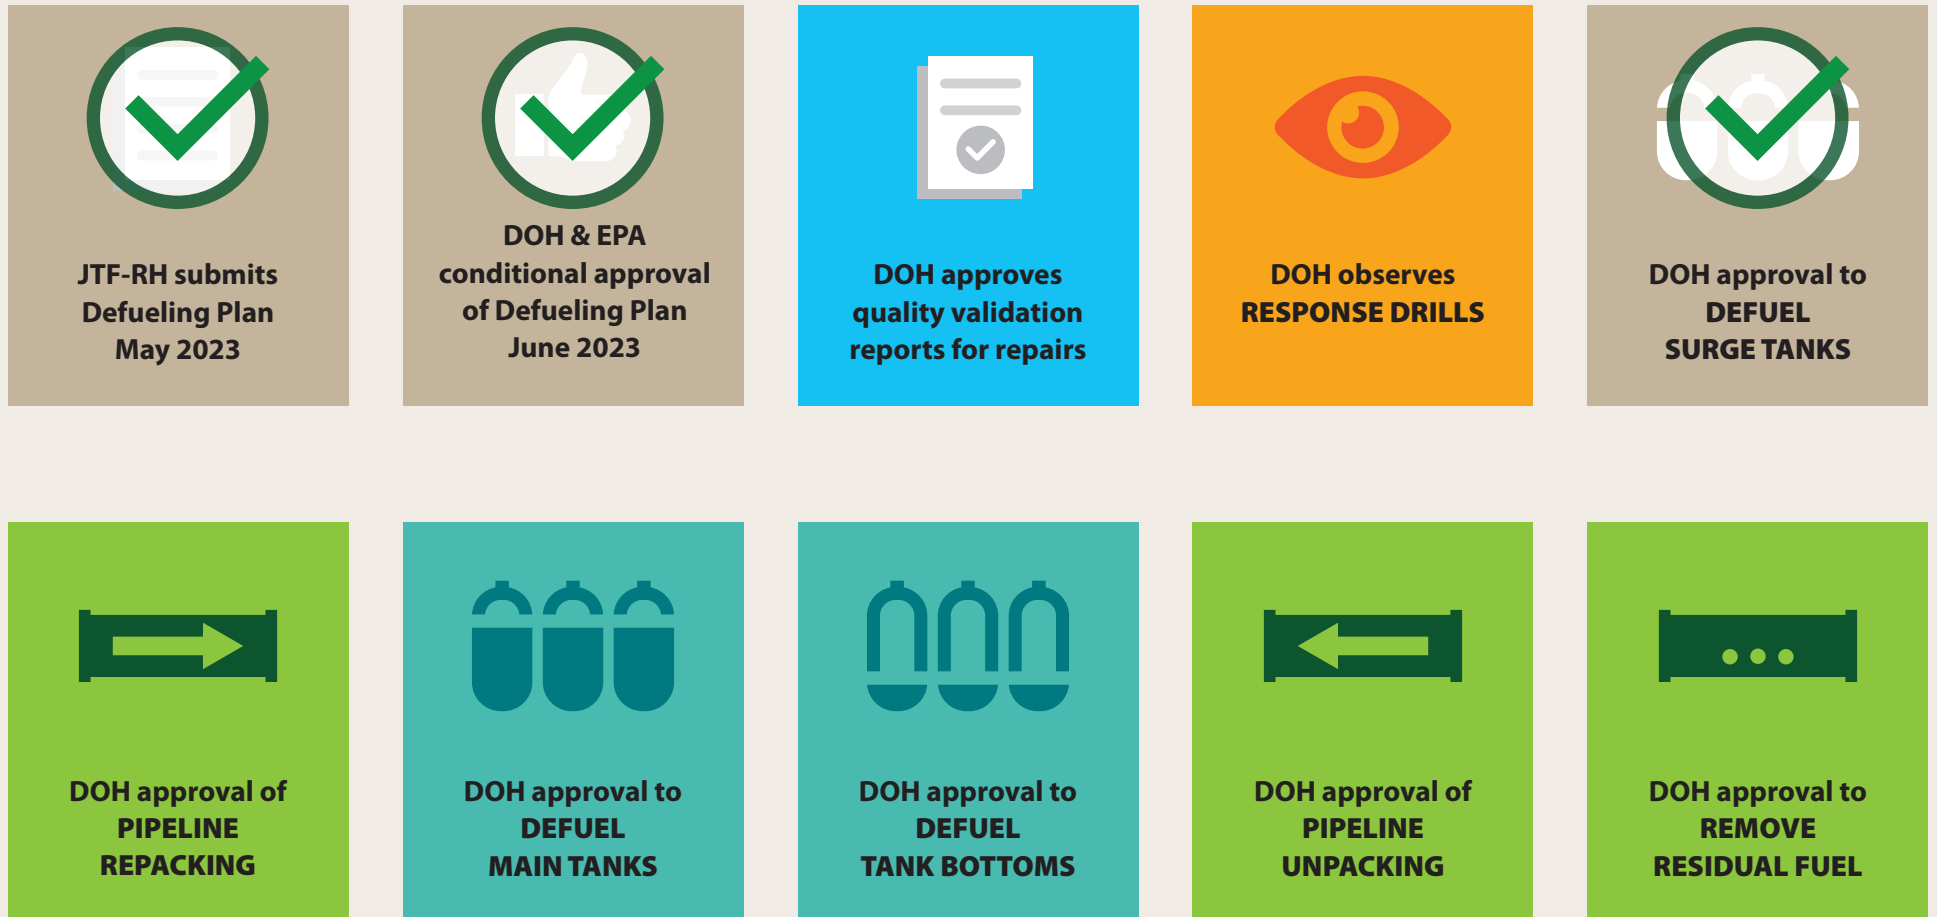 JTF-RH submits
Defueling Plan
May 2023
DOH & EPA
conditional approval
of Defueling Plan
June 2023
DOH approves
quality validation
reports for repairs
DOH observes
RESPONSE DRILLS
DOH approval to
DEFUEL
SURGE TANKS
DOH approval of
PIPELINE
REPACKING
DOH approval to
DEFUEL
MAIN TANKS
DOH approval to
DEFUEL
TANK BOTTOMS
DOH approval of
PIPELINE
UNPACKING
DOH approval to
REMOVE
RESIDUAL FUEL